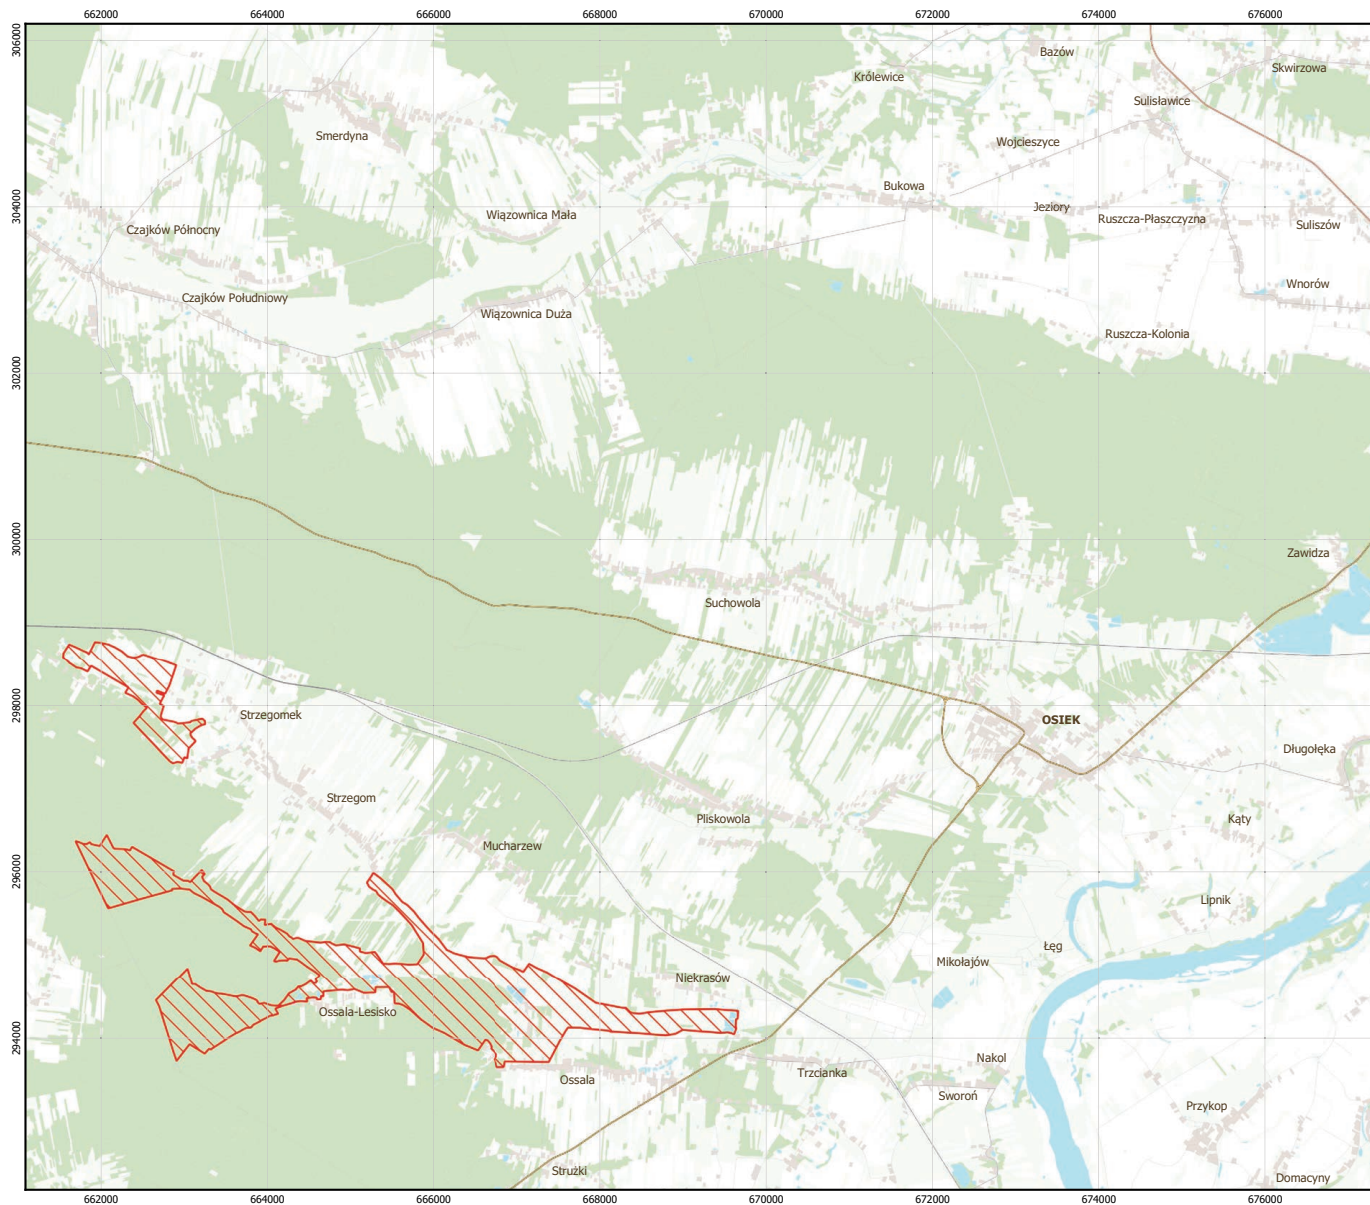 662000 664000 666000 668000 670000 672000 674000 676000
306000
Bazów
Królewice
Skwirzowa
Sulisławice
Smerdyna
Wojcieszyce
Bukowa
304000
Wiązownica Mała
Jeziory
Ruszcza-Płaszczyzna
Suliszów
Czajków Północny
Czajków Południowy
Wnorów
Wiązownica Duża
Ruszcza-Kolonia
302000
300000
Zawidza
Suchowola
298000
Strzegomek
OSIEK
Długołęka
Strzegom
Pliskowola
Kąty
Mucharzew
296000
Lipnik
Łęg
Mikołajów
Niekrasów
Ossala-Lesisko
294000
Nakol
Trzcianka
Ossala
Sworoń
Przykop
Strużki
Domacyny
662000 664000 666000 668000 670000 672000 674000 676000